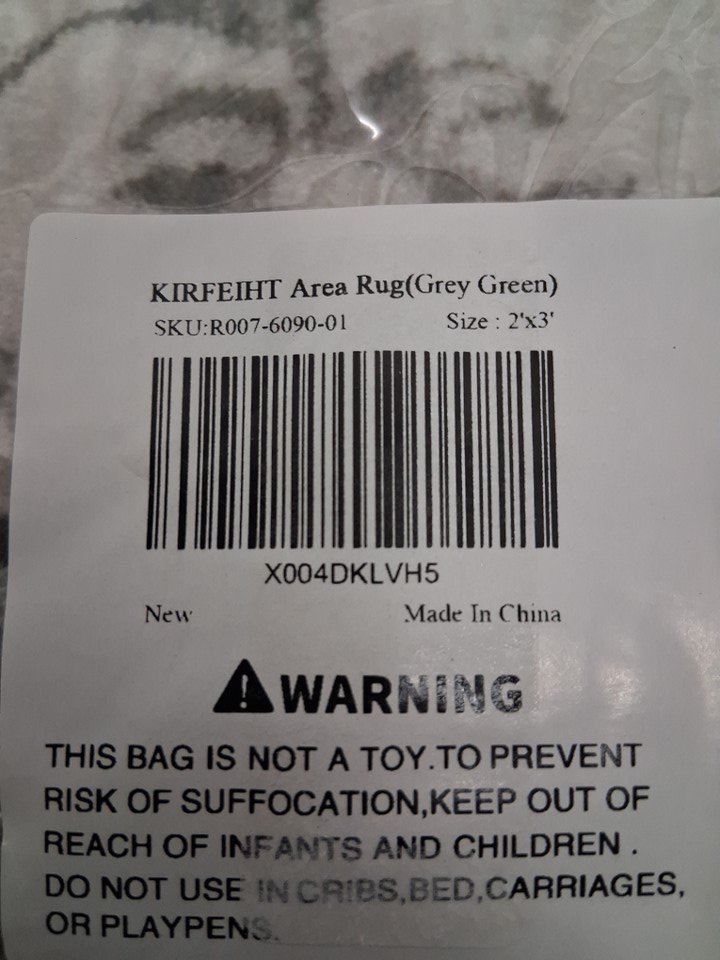 KIRFEIHT Area Rug(Grey Green)
SKU:R007-6090-01 Size : 2'x3'
X004DKLVH5
New Made In China
WARNING
THIS BAG IS NOT A TOY.TO PREVENT
RISK OF SUFFOCATION,KEEP OUT OF
REACH OF INFANTS AND CHILDREN .
DO NOT USE IN CRIBS,BED,CARRIAGES,
OR PLAYPENS.